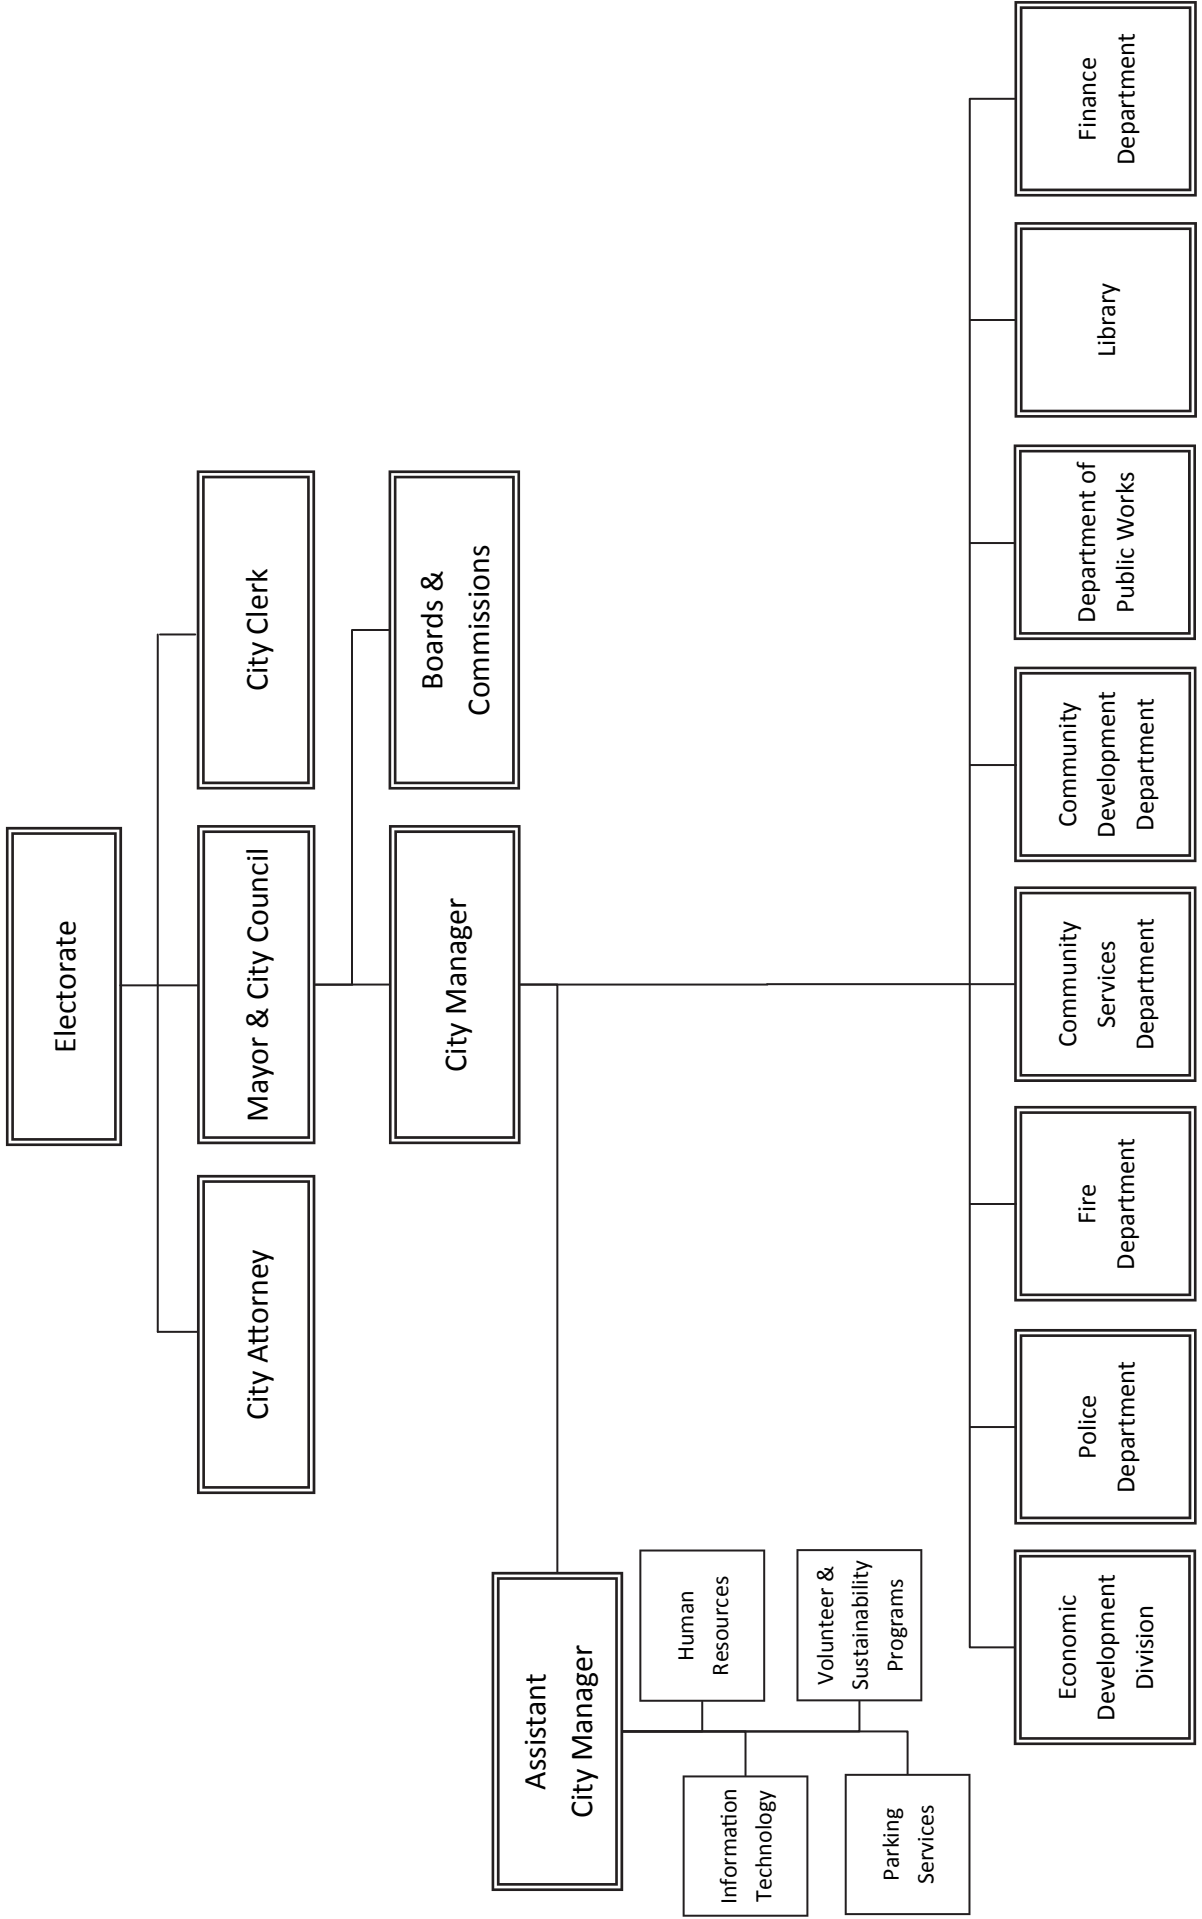 Electorate
City Attorney
Mayor & City Council
City Clerk
City Manager
Boards &
Commissions
Assistant
City Manager
Human
Resources
Information
Technology
Volunteer &
Sustainability
Programs
Parking
Services
Economic
Development
Division
Police
Department
Fire
Department
Community
Services
Department
Community
Development
Department
Department of
Public Works
Library
Finance
Department